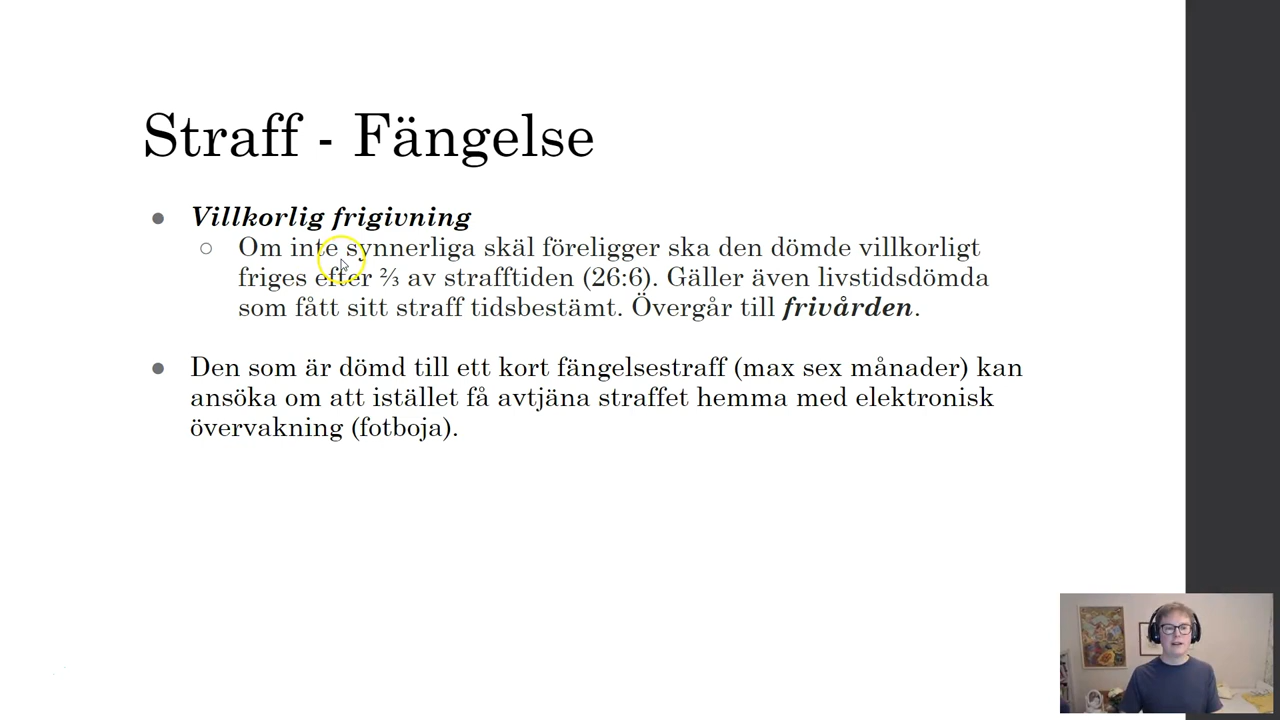 Straff - Fängelse
● Villkorlig frigivning
○ Om inte synnerliga skäl föreligger ska den dömde villkorligt
friges efter ⅔ av strafftiden (26:6). Gäller även livstidsdömda
som fått sitt straff tidsbestämt. Övergår till frivården.
● Den som är dömd till ett kort fängelsestraff (max sex månader) kan
ansöka om att istället få avtjäna straffet hemma med elektronisk
övervakning (fotboja).